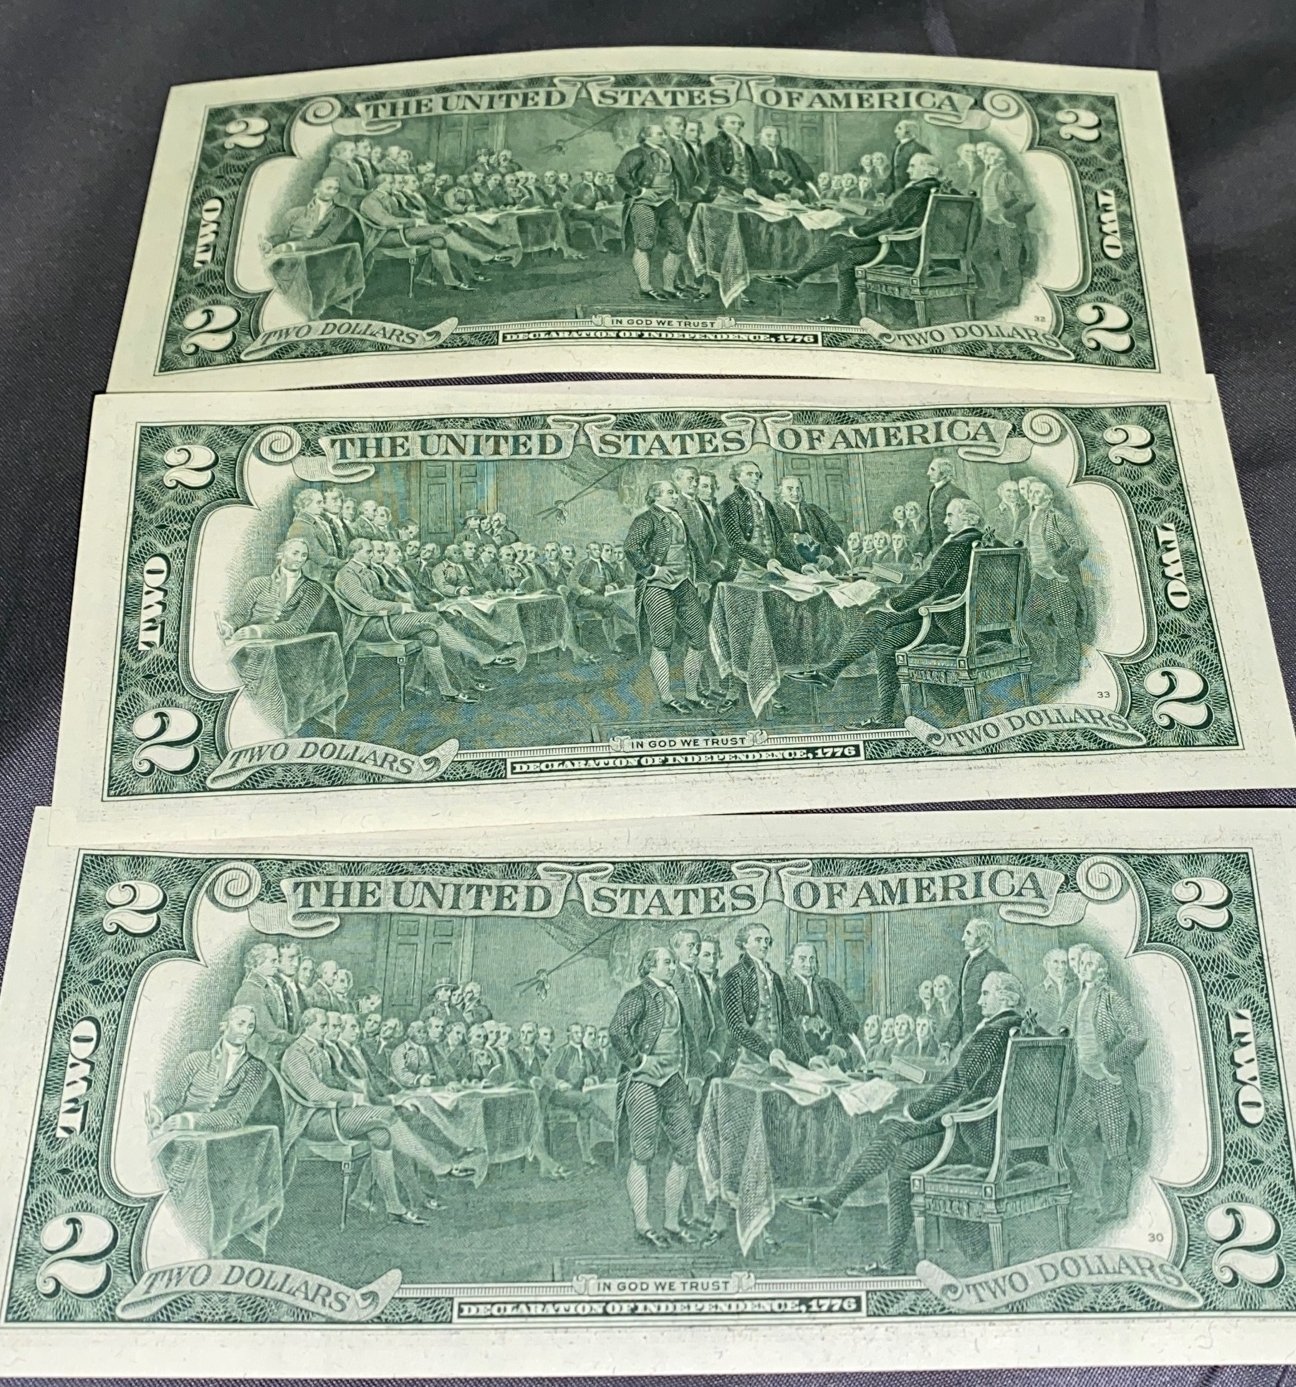 THE UNITED STATES OF AMERICA
2 2
TWO TWO
2 2
32
TWO DOLLARS IN GOD WE TRUST TWO DOLLARS
DECLARATION OF INDEPENDENCE, 1776
THE UNITED STATES OF AMERICA
2 2
TWO TWO
2 2
33
TWO DOLLARS IN GOD WE TRUST TWO DOLLARS
DECLARATION OF INDEPENDENCE, 1776
THE UNITED STATES OF AMERICA
2 2
TWO TWO
2 2
30
TWO DOLLARS IN GOD WE TRUST TWO DOLLARS
DECLARATION OF INDEPENDENCE, 1776